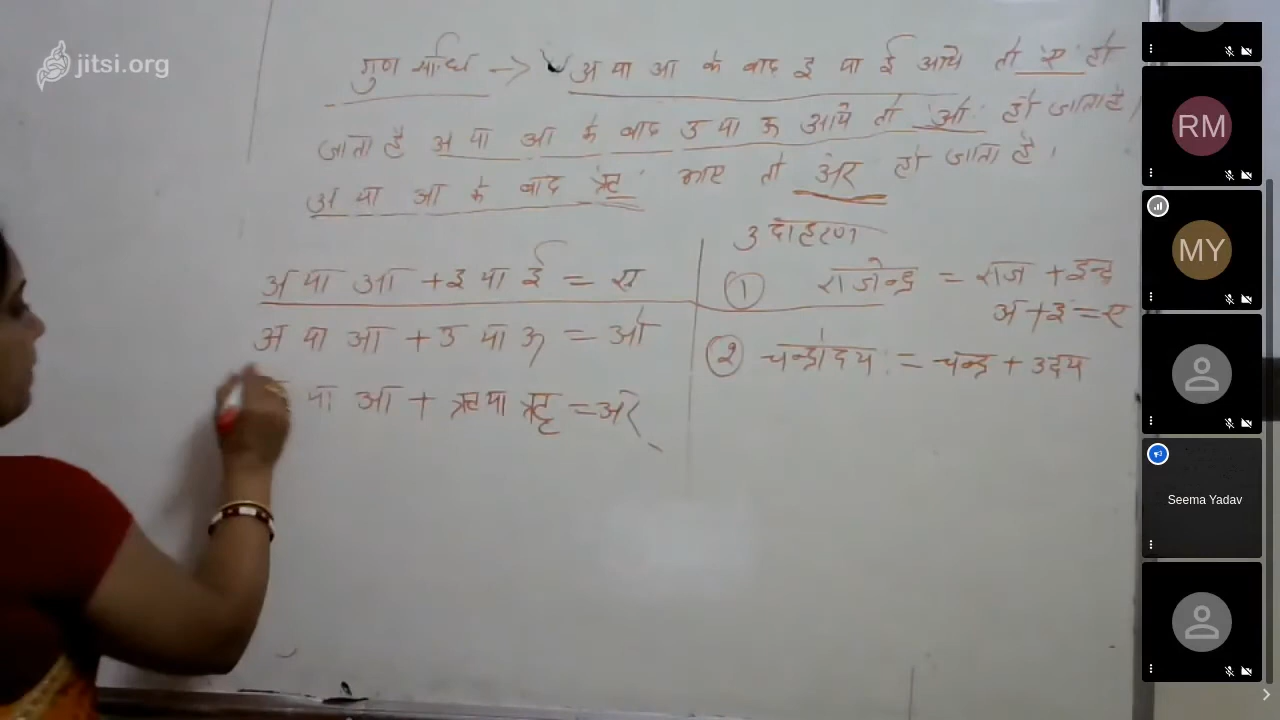 jitsi.org
गुण सन्धि -> अ या आ के बाद इ या ई आये तो 'ए' हो
जाता है अ या आ के बाद उ या ऊ आये तो 'ओ' हो जाता है,
अ या आ के बाद 'ऋ' आए तो अर हो जाता है।
उदाहरण
अ या आ + इ या ई = ए
अ या आ + उ या ऊ = ओ
या आ + ऋ या ॠ = अर्
① राजेन्द्र = राज + इन्द्र
अ + इ = ए
② चन्द्रोदय = चन्द्र + उदय
RM
MY
Seema Yadav